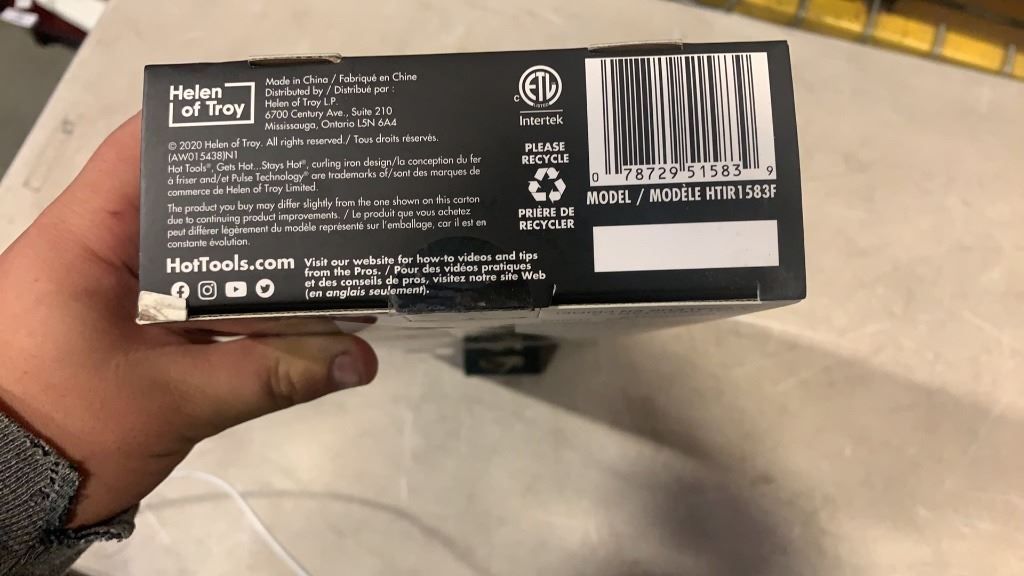 Helen
of Troy
Made in China / Fabriqué en Chine
Distributed by / Distribué par :
Helen of Troy L.P.
6700 Century Ave., Suite 210
Mississauga, Ontario L5N 6A4
© 2020 Helen of Troy. All rights reserved./ Tous droits réservés.
(AW015438)N1
Hot Tools®, Gets Hot...Stays Hot®, curling iron design/la conception du fer
à friser and/et Pulse Technology® are trademarks of/sont des marques de
commerce de Helen of Troy Limited.
The product you buy may differ slightly from the one shown on this carton
due to continuing product improvements. / Le produit que vous achetez
peut différer légèrement du modèle représenté sur l'emballage, car il est en
constante évolution.
HotTools.com
Visit our website for how-to videos and tips
from the Pros. / Pour des vidéos pratiques
et des conseils de pros, visitez notre site Web
(en anglais seulement).
C
ETL
LISTED
Intertek
PLEASE
RECYCLE
PRIÈRE DE
RECYCLER
0 78729 51583 9
MODEL / MODÈLE HTIR1583F